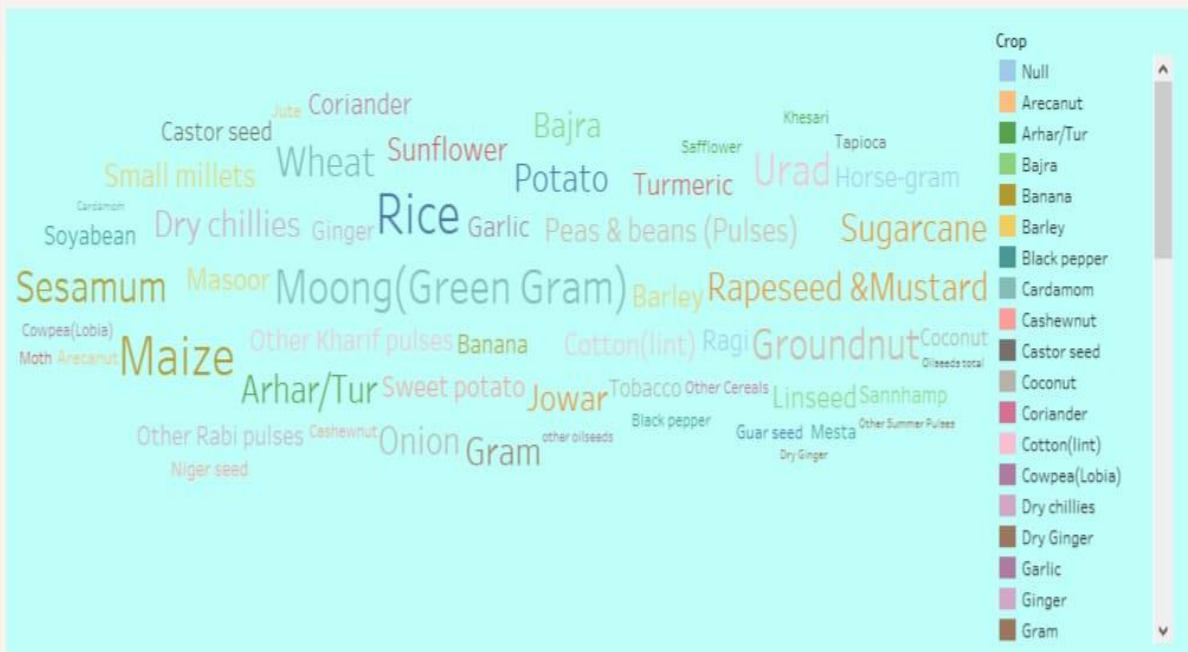 Jute Coriander
Castor seed
Bajra
Khesari
Wheat Sunflower
Safflower
Tapioca
Small millets
Potato Turmeric Urad Horse-gram
Cardamom
Soyabean Dry chillies Ginger Rice Garlic Peas & beans (Pulses) Sugarcane
Sesamum Masoor Moong(Green Gram) Barley Rapeseed &Mustard
Cowpea(Lobia)
Moth Arecanut Maize Other Kharif pulses Banana Cotton(lint) Ragi Groundnut Coconut
Oilseeds total
Arhar/Tur Sweet potato Jowar Tobacco Other Cereals Linseed Sannhamp
Black pepper
Other Summer Pulses
Other Rabi pulses Cashewnut Onion Gram other oilseeds Guar seed Mesta
Dry Ginger
Niger seed
Crop
Null
Arecanut
Arhar/Tur
Bajra
Banana
Barley
Black pepper
Cardamom
Cashewnut
Castor seed
Coconut
Coriander
Cotton(lint)
Cowpea(Lobia)
Dry chillies
Dry Ginger
Garlic
Ginger
Gram